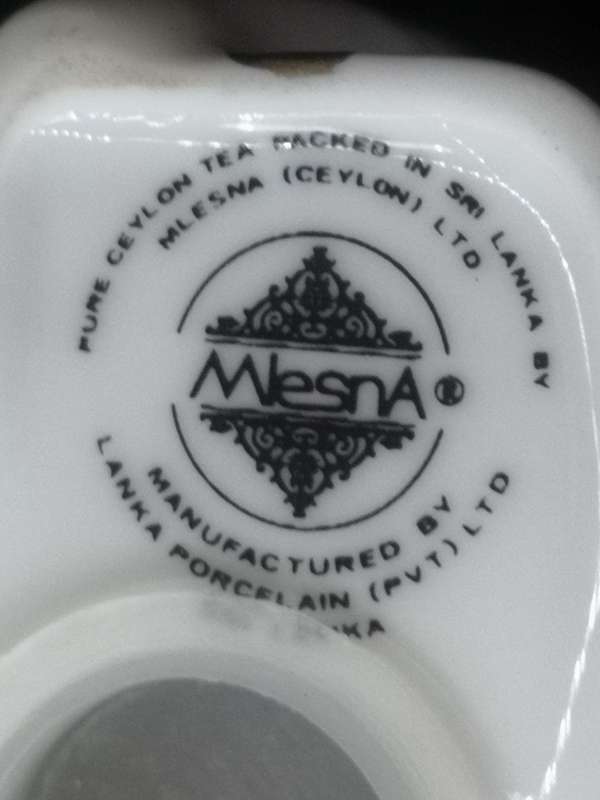 PURE CEYLON TEA PACKED IN SRI LANKA BY
MLESNA (CEYLON) LTD.
MlesnA ®
MANUFACTURED BY
LANKA PORCELAIN (PVT) LTD